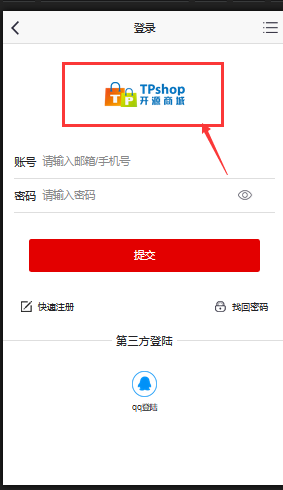 登录
TPshop
TP 开源商城
账号 请输入邮箱/手机号
密码 请输入密码
提交
快速注册 找回密码
第三方登陆
qq登陆